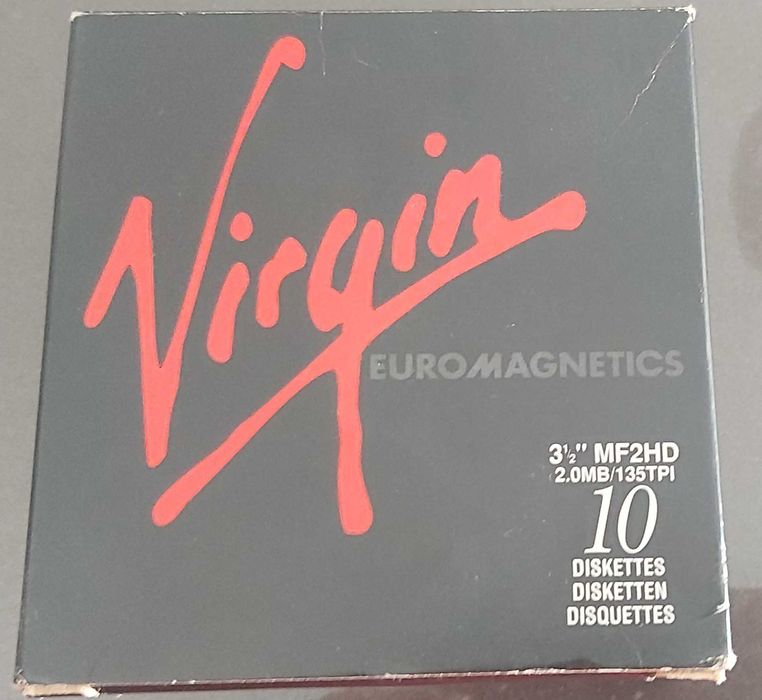 Virgin
EUROMAGNETICS
3½" MF2HD
2.0MB/135TPI
10
DISKETTES
DISKETTEN
DISQUETTES